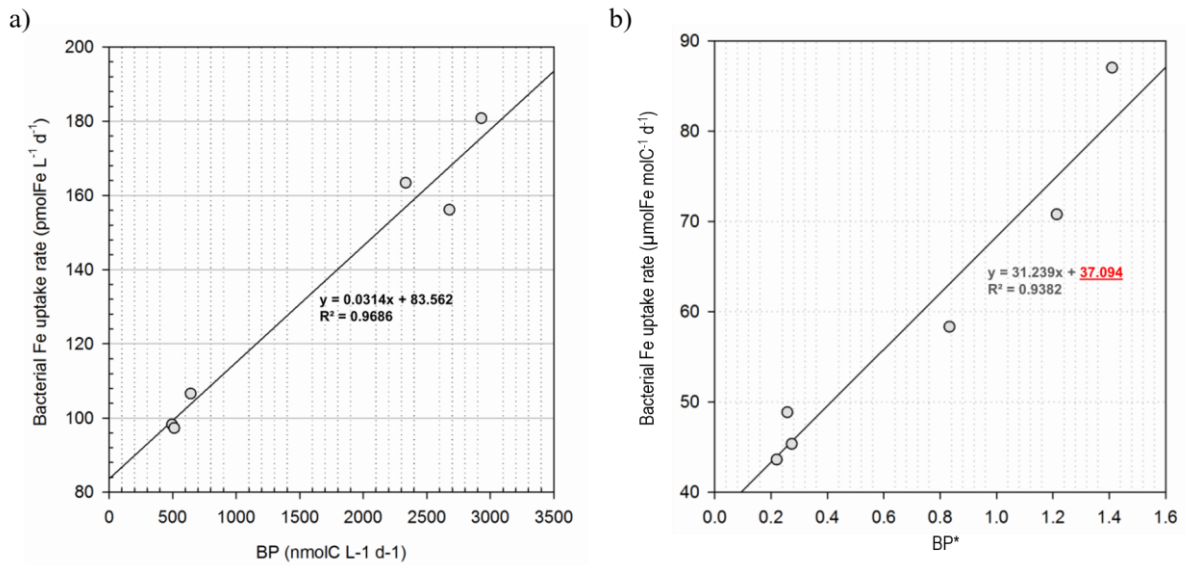 a)
200
180
160
140
120
100
80
0 500 1000 1500 2000 2500 3000 3500
Bacterial Fe uptake rate (pmolFe L⁻¹ d⁻¹)
BP (nmolC L-1 d-1)
y = 0.0314x + 83.562
R² = 0.9686
b)
90
80
70
60
50
40
0.0 0.2 0.4 0.6 0.8 1.0 1.2 1.4 1.6
Bacterial Fe uptake rate (µmolFe molC⁻¹ d⁻¹)
BP*
y = 31.239x + 37.094
R² = 0.9382